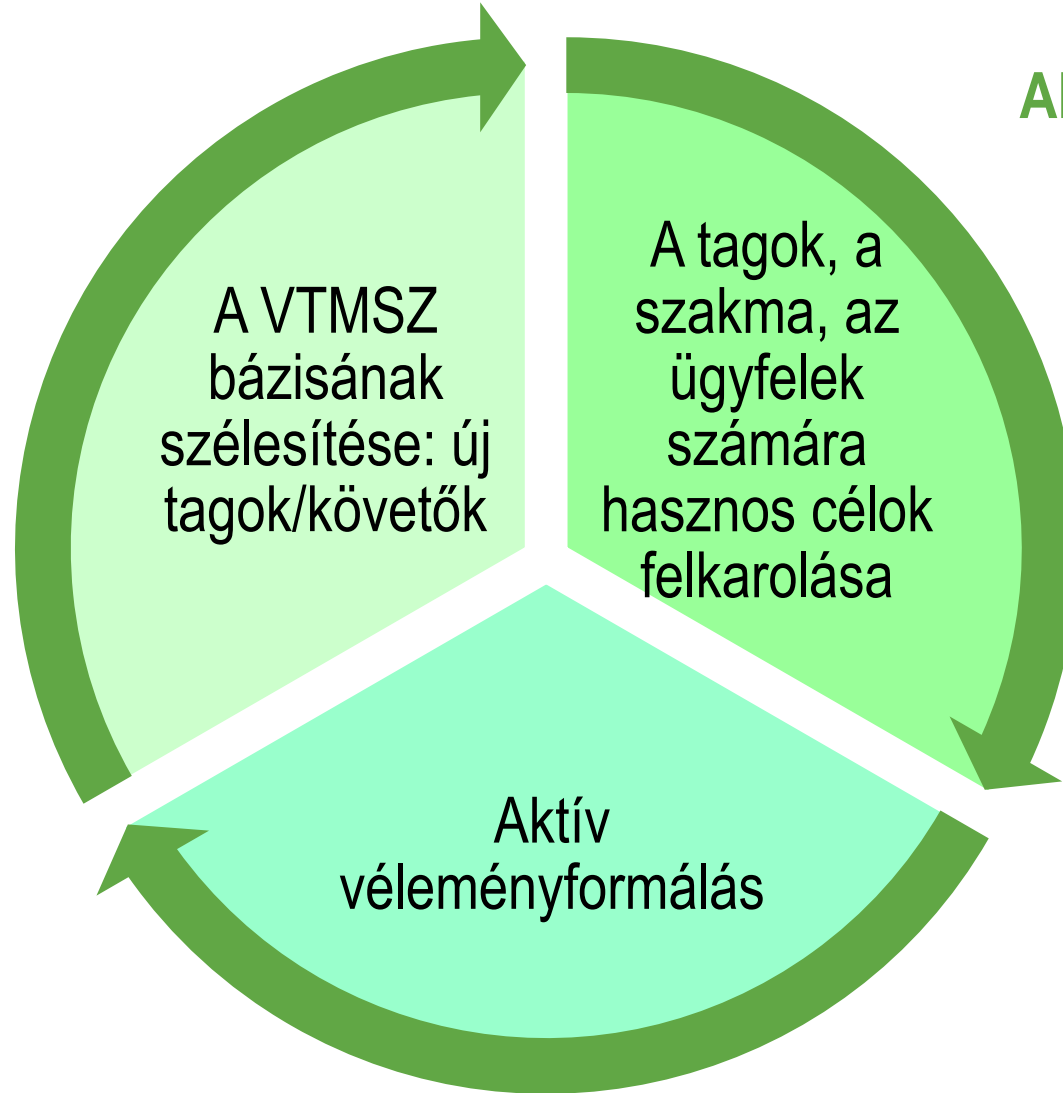 A VTMSZ
bázisának
szélesítése: új
tagok/követők
A tagok, a
szakma, az
ügyfelek
számára
hasznos célok
felkarolása
Aktív
véleményformálás